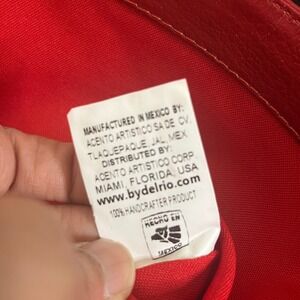 MANUFACTURED IN MEXICO BY:
ACENTO ARTISTICO SA DE CV.
TLAQUEPAQUE, JAL. MEX.
DISTRIBUTED BY:
ACENTO ARTISTICO CORP.
MIAMI, FLORIDA, USA
www.bydelrio.com
100% HANDCRAFTER PRODUCT
HECHO EN
MEXICO